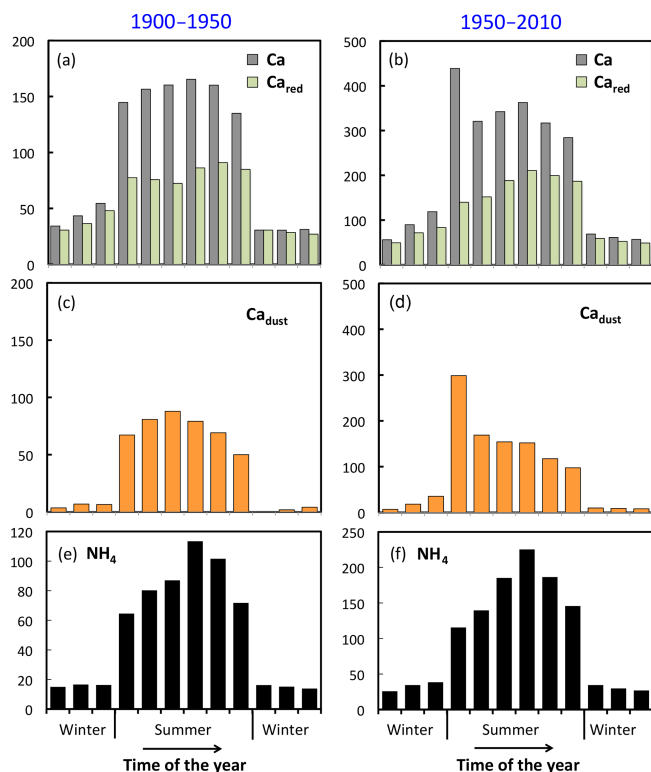 1900–1950
1950–2010
200
150
100
50
0
(a)
Ca
Ca_red
500
400
300
200
100
0
(b)
Ca
Ca_red
200
150
100
50
0
(c)
Ca_dust
500
400
300
200
100
0
(d)
Ca_dust
120
100
80
60
40
20
0
(e) NH4
250
200
150
100
50
0
(f) NH4
Winter Summer Winter
Time of the year
Winter Summer Winter
Time of the year